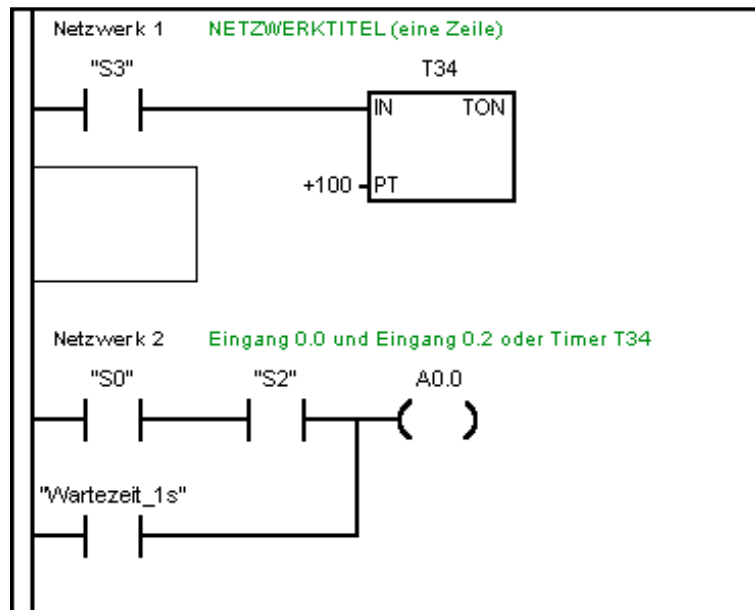 Netzwerk 1 NETZWERKTITEL (eine Zeile)
"S3" T34
IN TON
+100 PT
Netzwerk 2 Eingang 0.0 und Eingang 0.2 oder Timer T34
"S0" "S2" A0.0
"Wartezeit_1s"